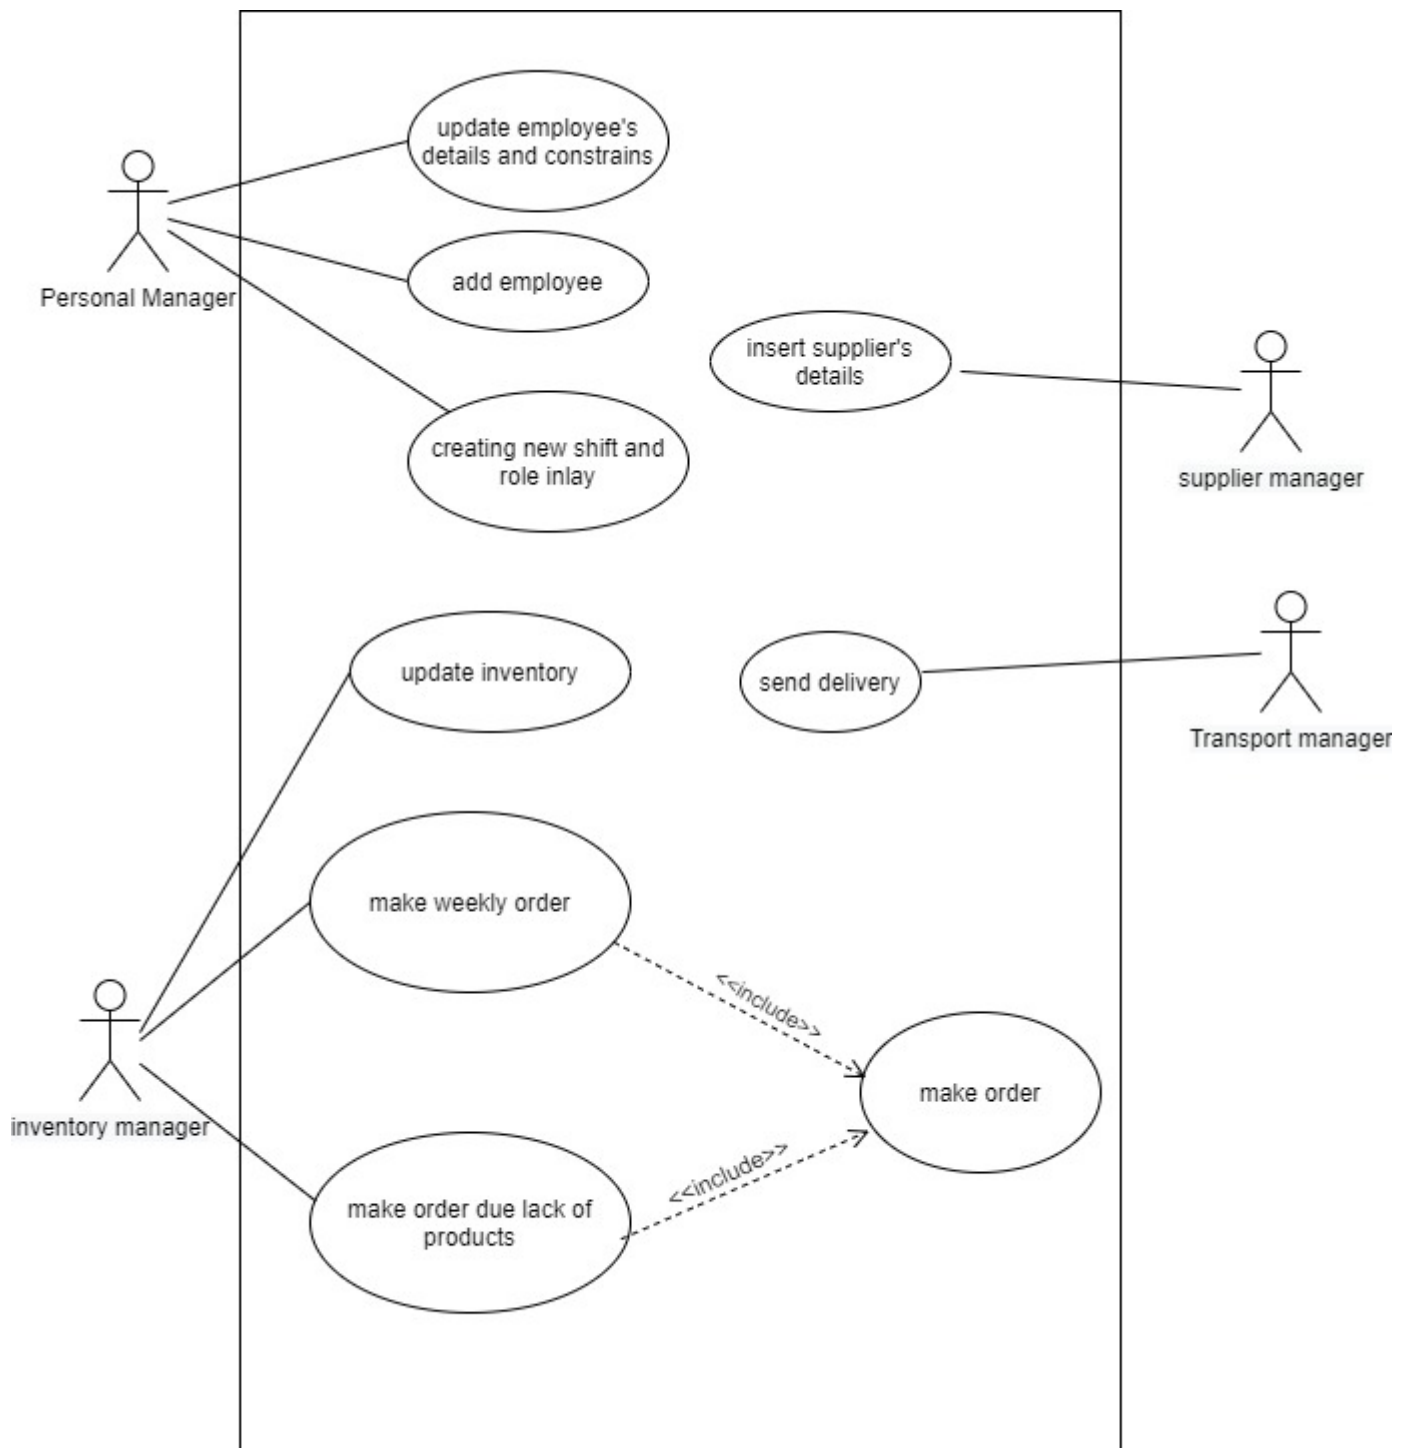 update employee's
details and constrains
Personal Manager
add employee
insert supplier's
details
creating new shift and
role inlay
supplier manager
update inventory
send delivery
Transport manager
make weekly order
<<include>>
make order
inventory manager
<<include>>
make order due lack of
products